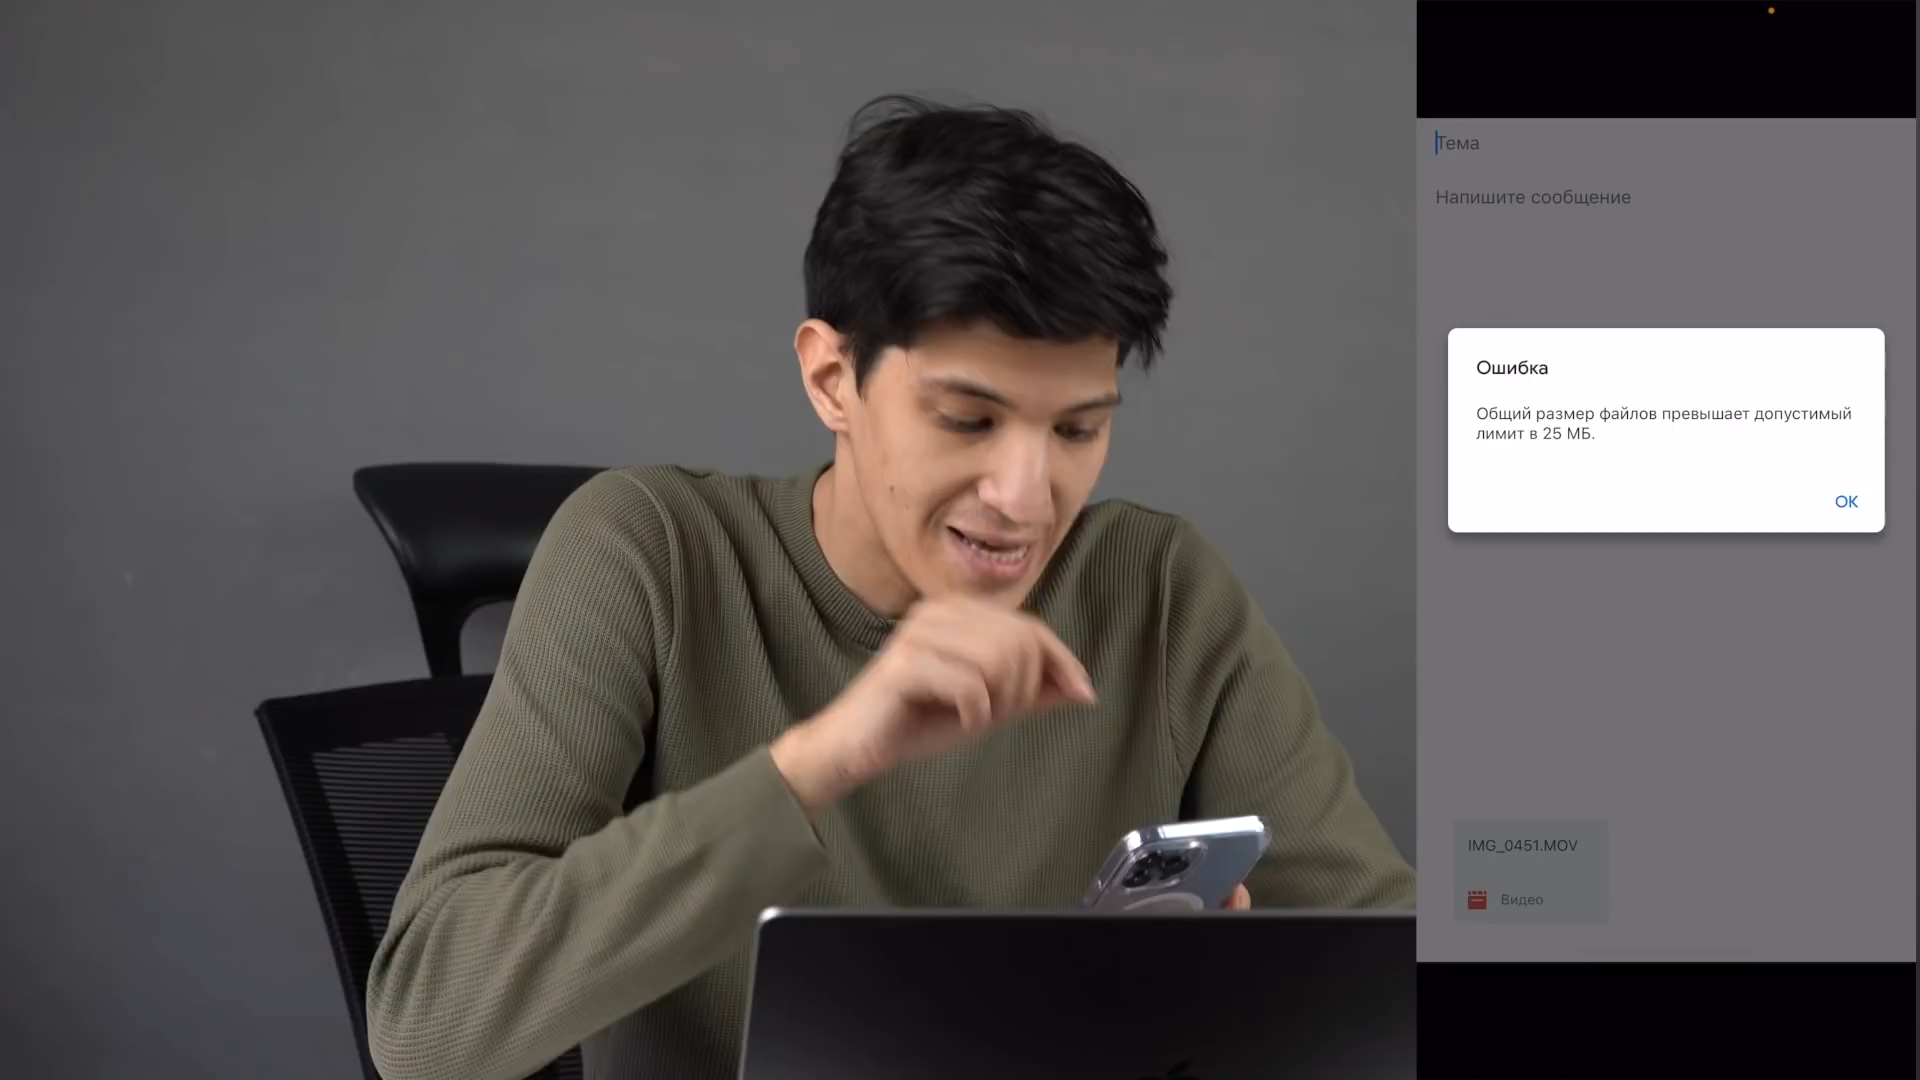 Тема
Напишите сообщение
Ошибка
Общий размер файлов превышает допустимый
лимит в 25 МБ.
OK
IMG_0451.MOV
Видео